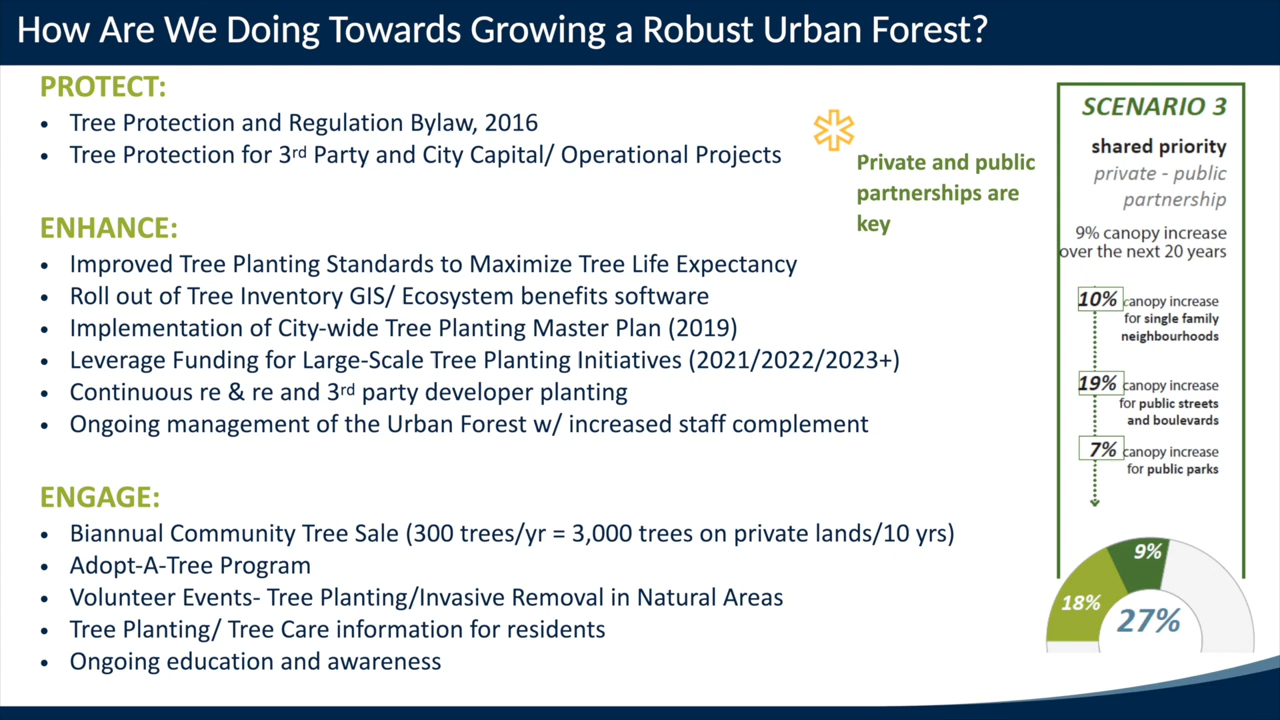 How Are We Doing Towards Growing a Robust Urban Forest?
PROTECT:
• Tree Protection and Regulation Bylaw, 2016
• Tree Protection for 3rd Party and City Capital/ Operational Projects
Private and public
partnerships are
key
ENHANCE:
• Improved Tree Planting Standards to Maximize Tree Life Expectancy
• Roll out of Tree Inventory GIS/ Ecosystem benefits software
• Implementation of City-wide Tree Planting Master Plan (2019)
• Leverage Funding for Large-Scale Tree Planting Initiatives (2021/2022/2023+)
• Continuous re & re and 3rd party developer planting
• Ongoing management of the Urban Forest w/ increased staff complement
ENGAGE:
• Biannual Community Tree Sale (300 trees/yr = 3,000 trees on private lands/10 yrs)
• Adopt-A-Tree Program
• Volunteer Events- Tree Planting/Invasive Removal in Natural Areas
• Tree Planting/ Tree Care information for residents
• Ongoing education and awareness
SCENARIO 3
shared priority
private - public
partnership
9% canopy increase
over the next 20 years
10% canopy increase
for single family
neighbourhoods
19% canopy increase
for public streets
and boulevards
7% canopy increase
for public parks
9%
18%
27%